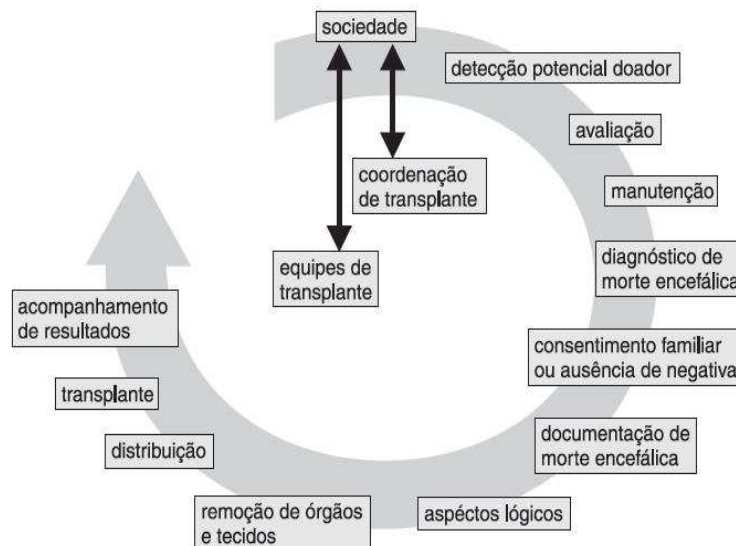 sociedade
detecção potencial doador
avaliação
manutenção
diagnóstico de
morte encefálica
consentimento familiar
ou ausência de negativa
documentação de
morte encefálica
aspéctos lógicos
remoção de órgãos
e tecidos
distribuição
transplante
acompanhamento
de resultados
coordenação
de transplante
equipes de
transplante